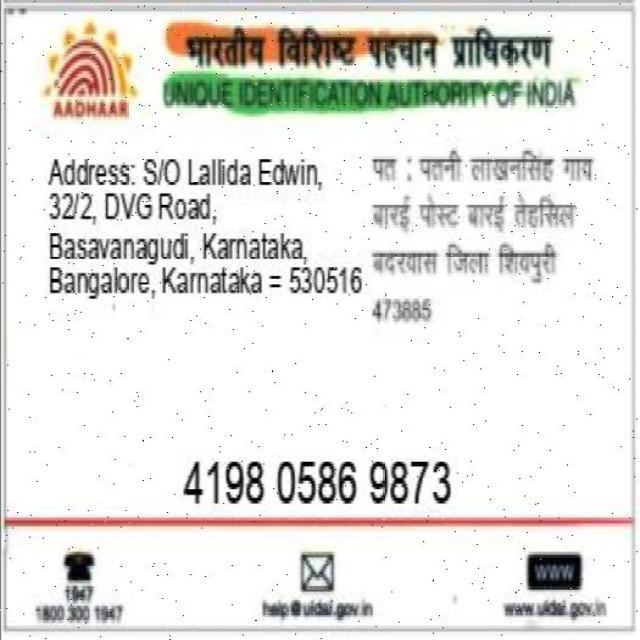 भारतीय विशिष्ट पहचान प्राधिकरण
AADHAAR
UNIQUE IDENTIFICATION AUTHORITY OF INDIA
Address: S/O Lallida Edwin,
32/2, DVG Road,
Basavanagudi, Karnataka,
Bangalore, Karnataka = 530516
पत : पतनी लाखनसिंह गाव
बारई पोस्ट बारई तेहसिल
बदरवास जिला शिवपुरी
473885
4198 0586 9873
1947
1800 300 1947
help@uidai.gov.in
www
www.uidai.gov.in